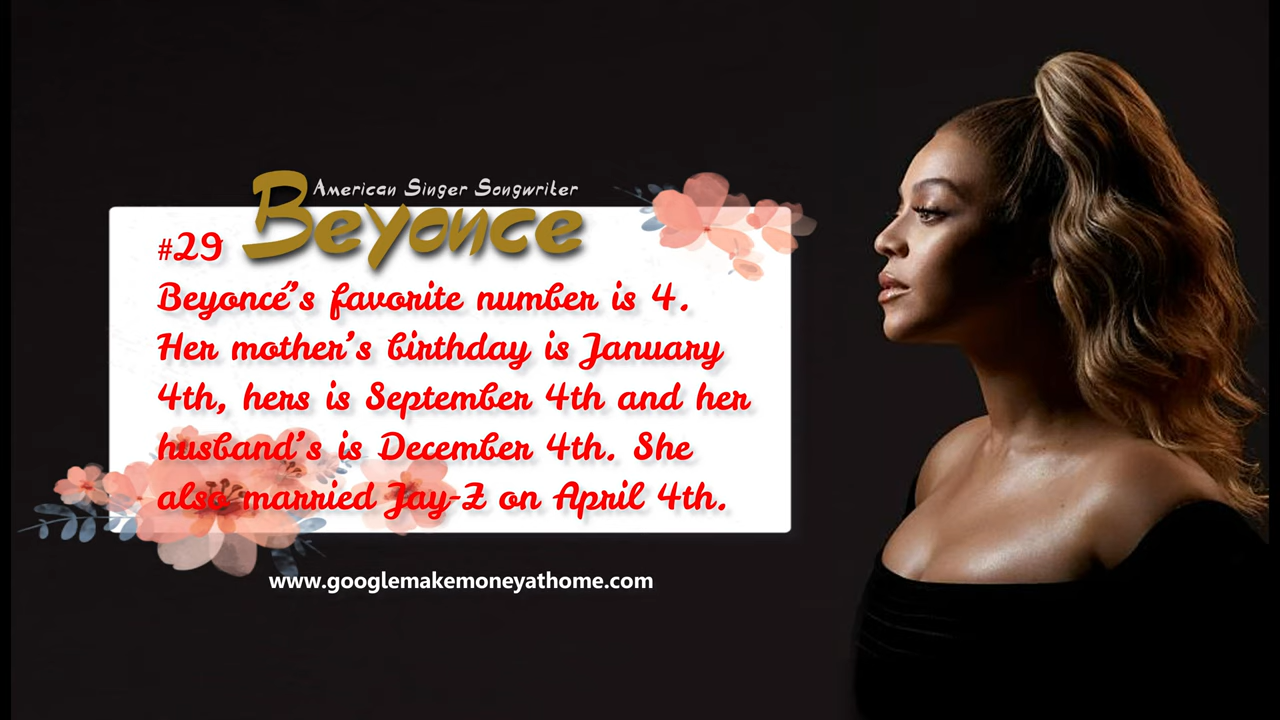 American Singer Songwriter
Beyonce
#29
Beyoncé’s favorite number is 4.
Her mother’s birthday is January
4th, hers is September 4th and her
husband’s is December 4th. She
also married Jay-Z on April 4th.
www.googlemakemoneyathome.com